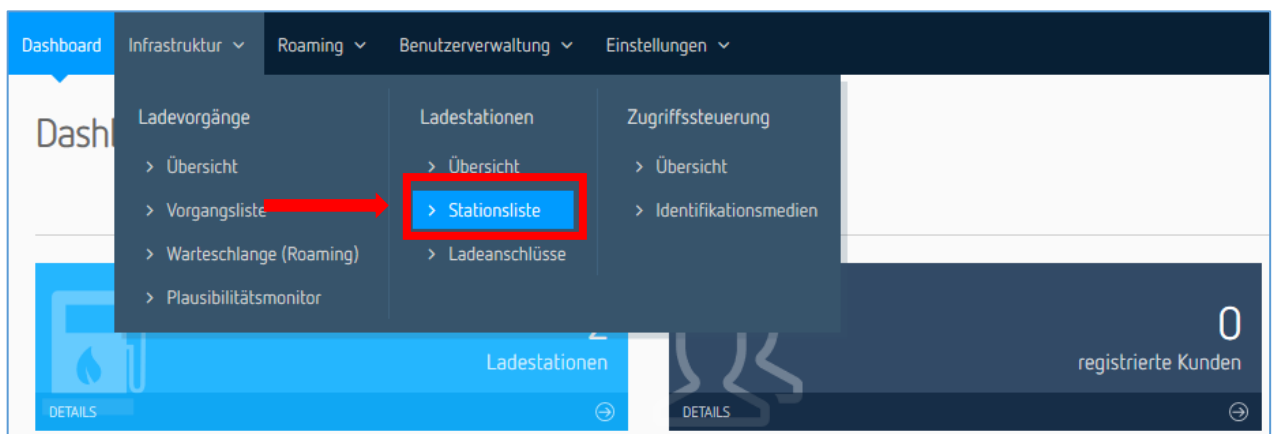 Dashboard Infrastruktur Roaming Benutzerverwaltung Einstellungen
Dash
Ladevorgänge
> Übersicht
> Vorgangsliste
> Warteschlange (Roaming)
> Plausibilitätsmonitor
Ladestationen
> Übersicht
> Stationsliste
> Ladeanschlüsse
Zugriffssteuerung
> Übersicht
> Identifikationsmedien
Ladestationen
DETAILS
0
registrierte Kunden
DETAILS